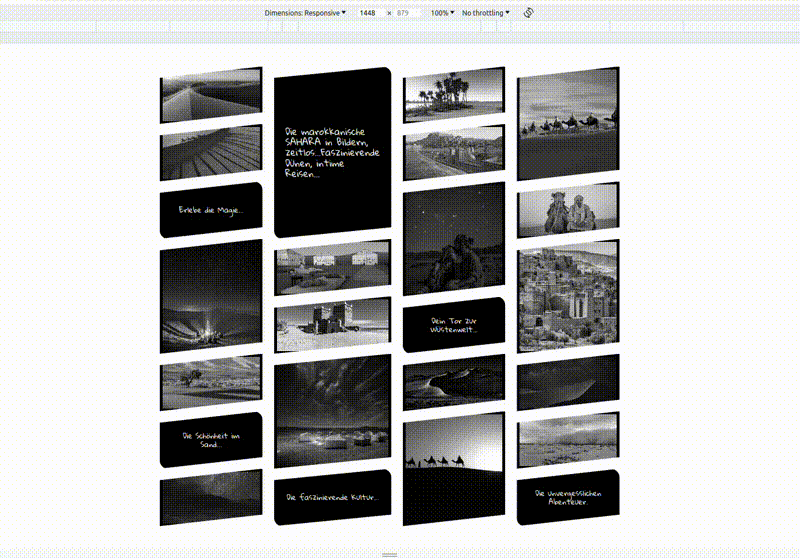 Dimensions: Responsive 1448 × 879 100% No throttling
Die marokkanische
SAHARA in Bildern,
zeitlos...Faszinierende
Dünen, intime
Reisen...
Erlebe die Magie...
Dein Tor zur
Wüstenwelt...
Die Schönheit im
Sand...
Die faszinierende Kultur...
Die unvergesslichen
Abenteuer.